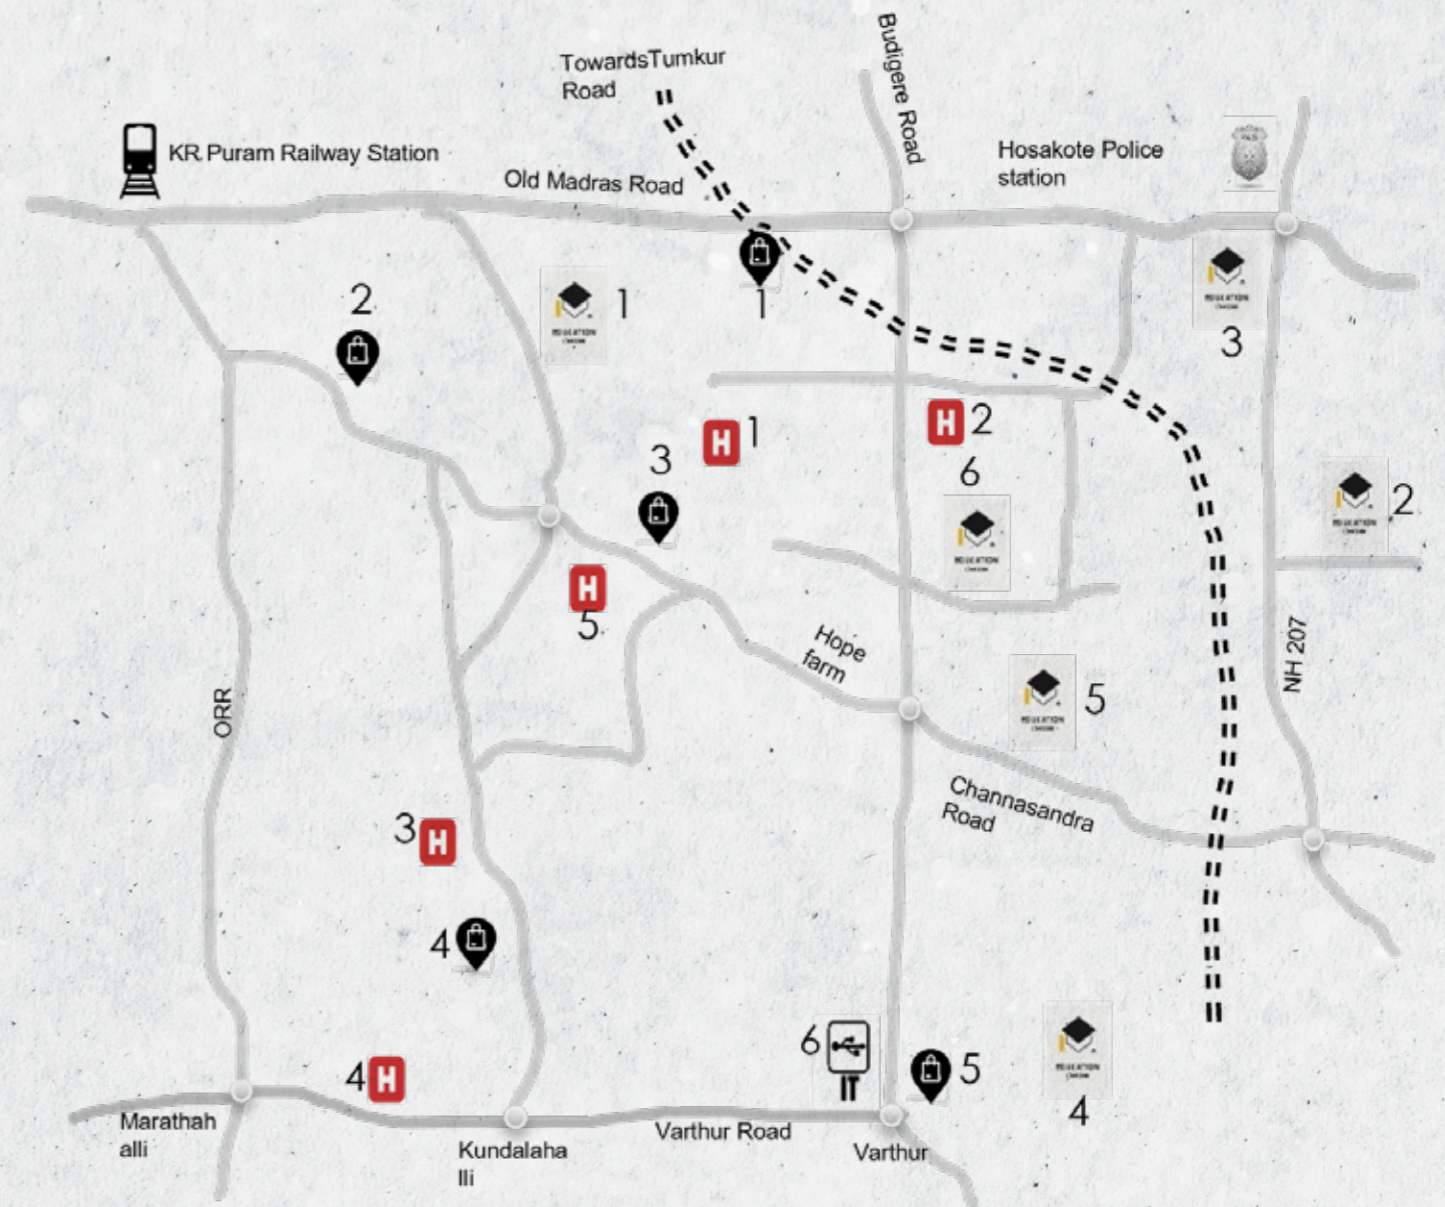 TowardsTumkur
Road
Budigere Road
KR Puram Railway Station
Old Madras Road
Hosakote Police
station
2
1
1
3
1
2
3
6
2
5
Hope
farm
5
ORR
NH 207
Channasandra
Road
3
4
6
IT
5
4
4
Marathah
alli
Kundalaha
lli
Varthur Road
Varthur